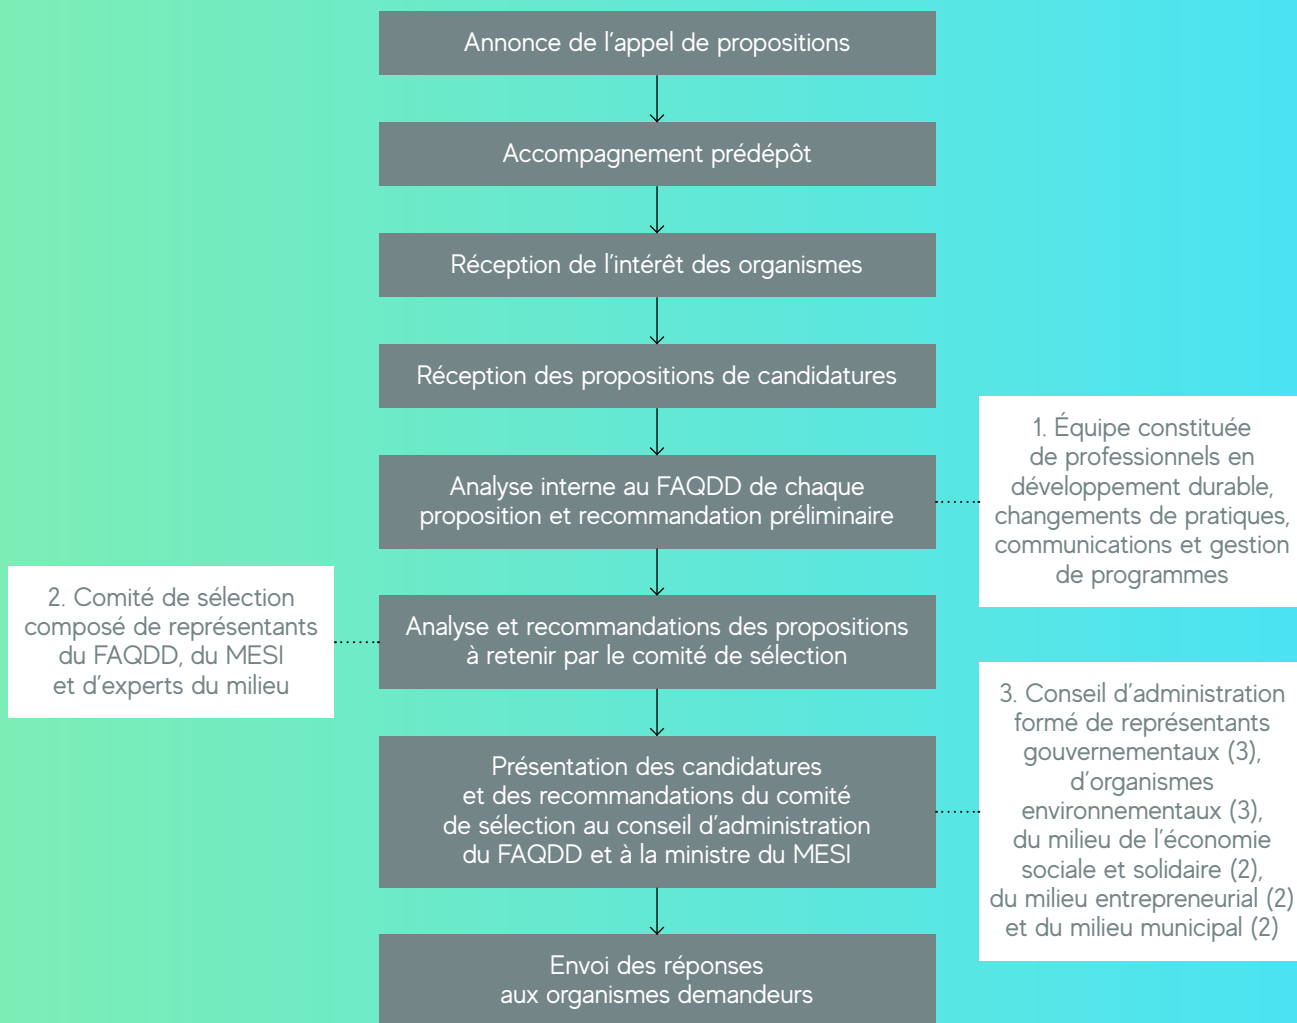 Annonce de l'appel de propositions
Accompagnement prédépôt
Réception de l'intérêt des organismes
Réception des propositions de candidatures
Analyse interne au FAQDD de chaque
proposition et recommandation préliminaire
1. Équipe constituée
de professionnels en
développement durable,
changements de pratiques,
communications et gestion
de programmes
Analyse et recommandations des propositions
à retenir par le comité de sélection
2. Comité de sélection
composé de représentants
du FAQDD, du MESI
et d'experts du milieu
Présentation des candidatures
et des recommandations du comité
de sélection au conseil d'administration
du FAQDD et à la ministre du MESI
3. Conseil d'administration
formé de représentants
gouvernementaux (3),
d'organismes
environnementaux (3),
du milieu de l'économie
sociale et solidaire (2),
du milieu entrepreneurial (2)
et du milieu municipal (2)
Envoi des réponses
aux organismes demandeurs